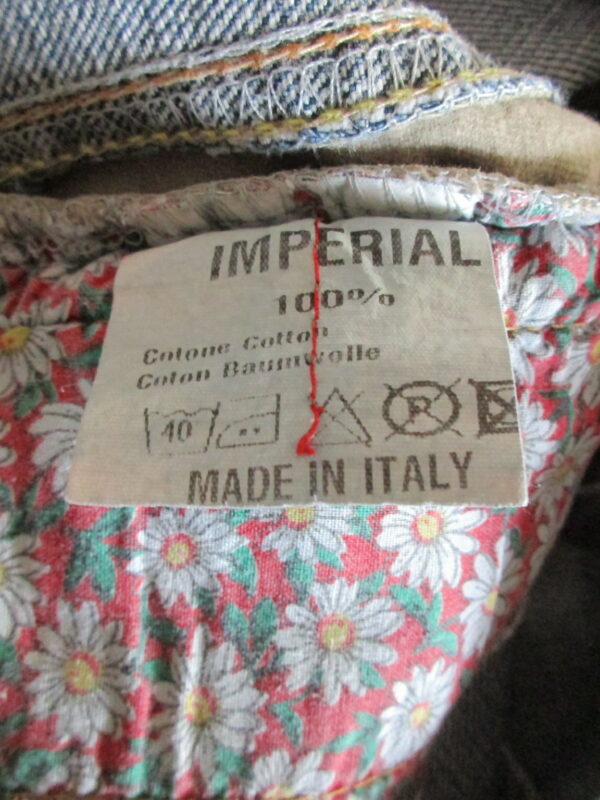 IMPERIAL
100%
Cotone Cotton
Coton Baumwolle
40 P
MADE IN ITALY